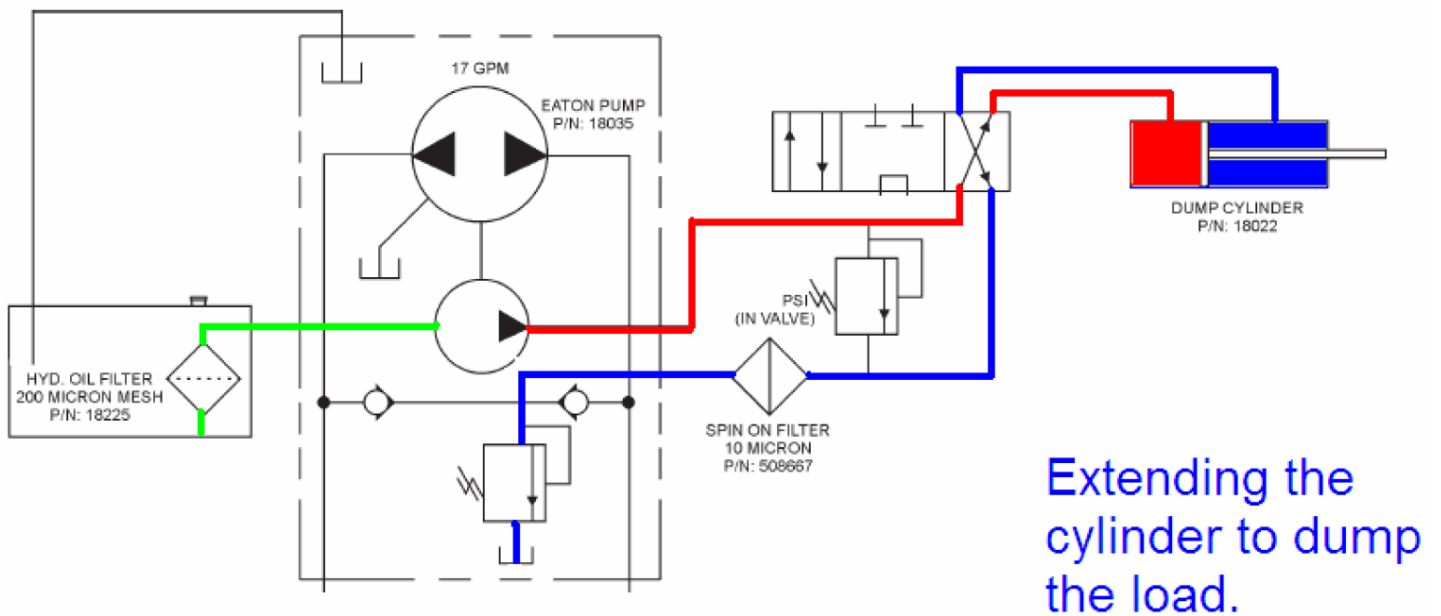 17 GPM
EATON PUMP
P/N: 18035
DUMP CYLINDER
P/N: 18022
PSI
(IN VALVE)
HYD. OIL FILTER
200 MICRON MESH
P/N: 18225
SPIN ON FILTER
10 MICRON
P/N: 508667
Extending the
cylinder to dump
the load.